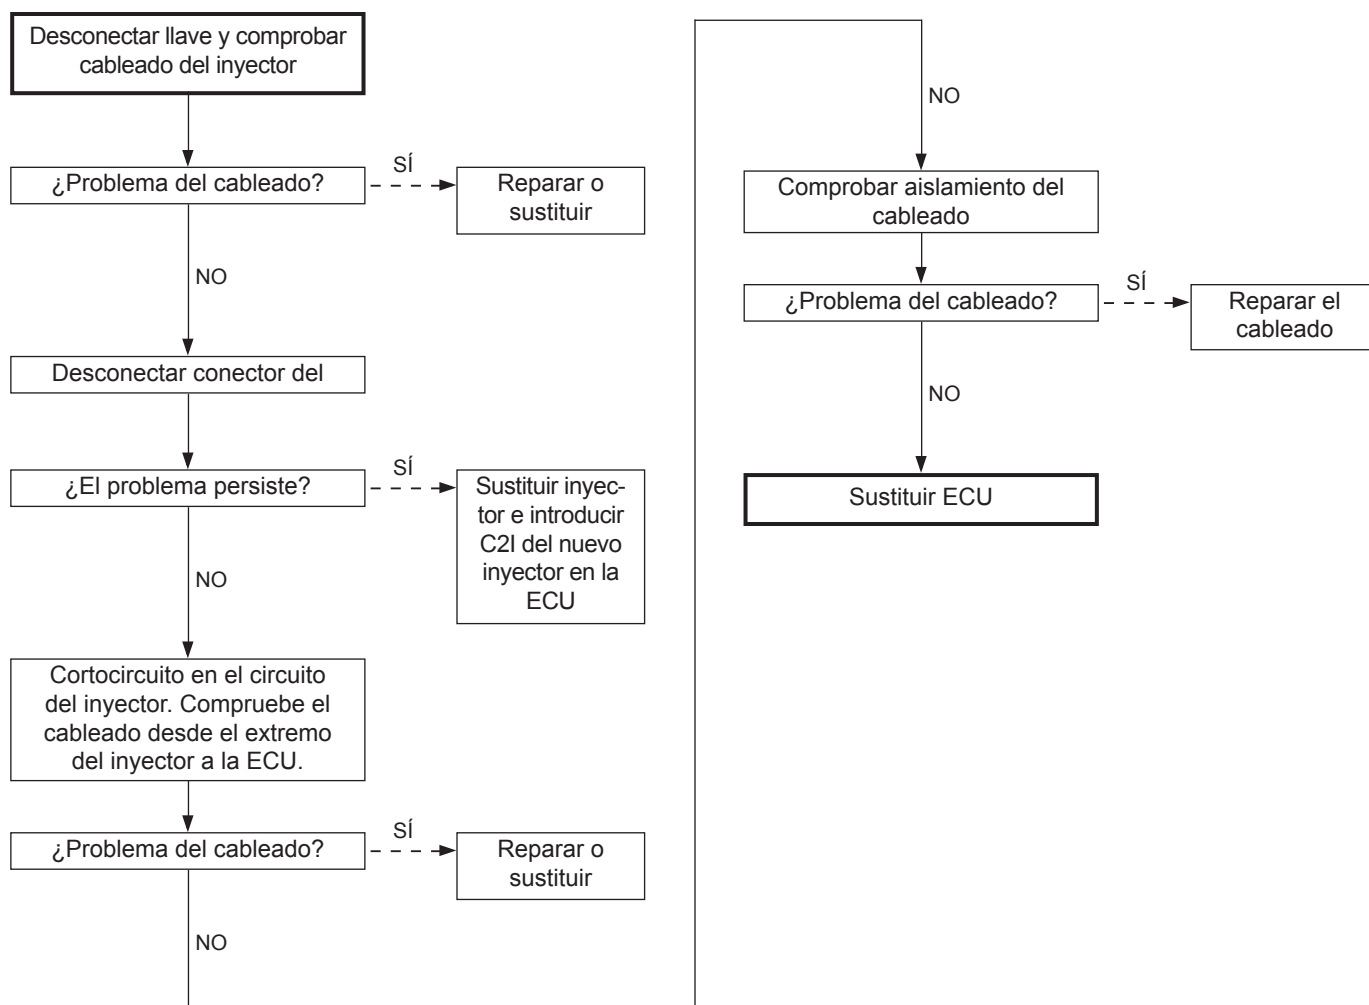 Desconectar llave y comprobar
cableado del inyector
¿Problema del cableado?
SÍ
Reparar o
sustituir
NO
Desconectar conector del
¿El problema persiste?
SÍ
Sustituir inyec-
tor e introducir
C2I del nuevo
inyector en la
ECU
NO
Cortocircuito en el circuito
del inyector. Compruebe el
cableado desde el extremo
del inyector a la ECU.
¿Problema del cableado?
SÍ
Reparar o
sustituir
NO
NO
Comprobar aislamiento del
cableado
¿Problema del cableado?
SÍ
Reparar el
cableado
NO
Sustituir ECU